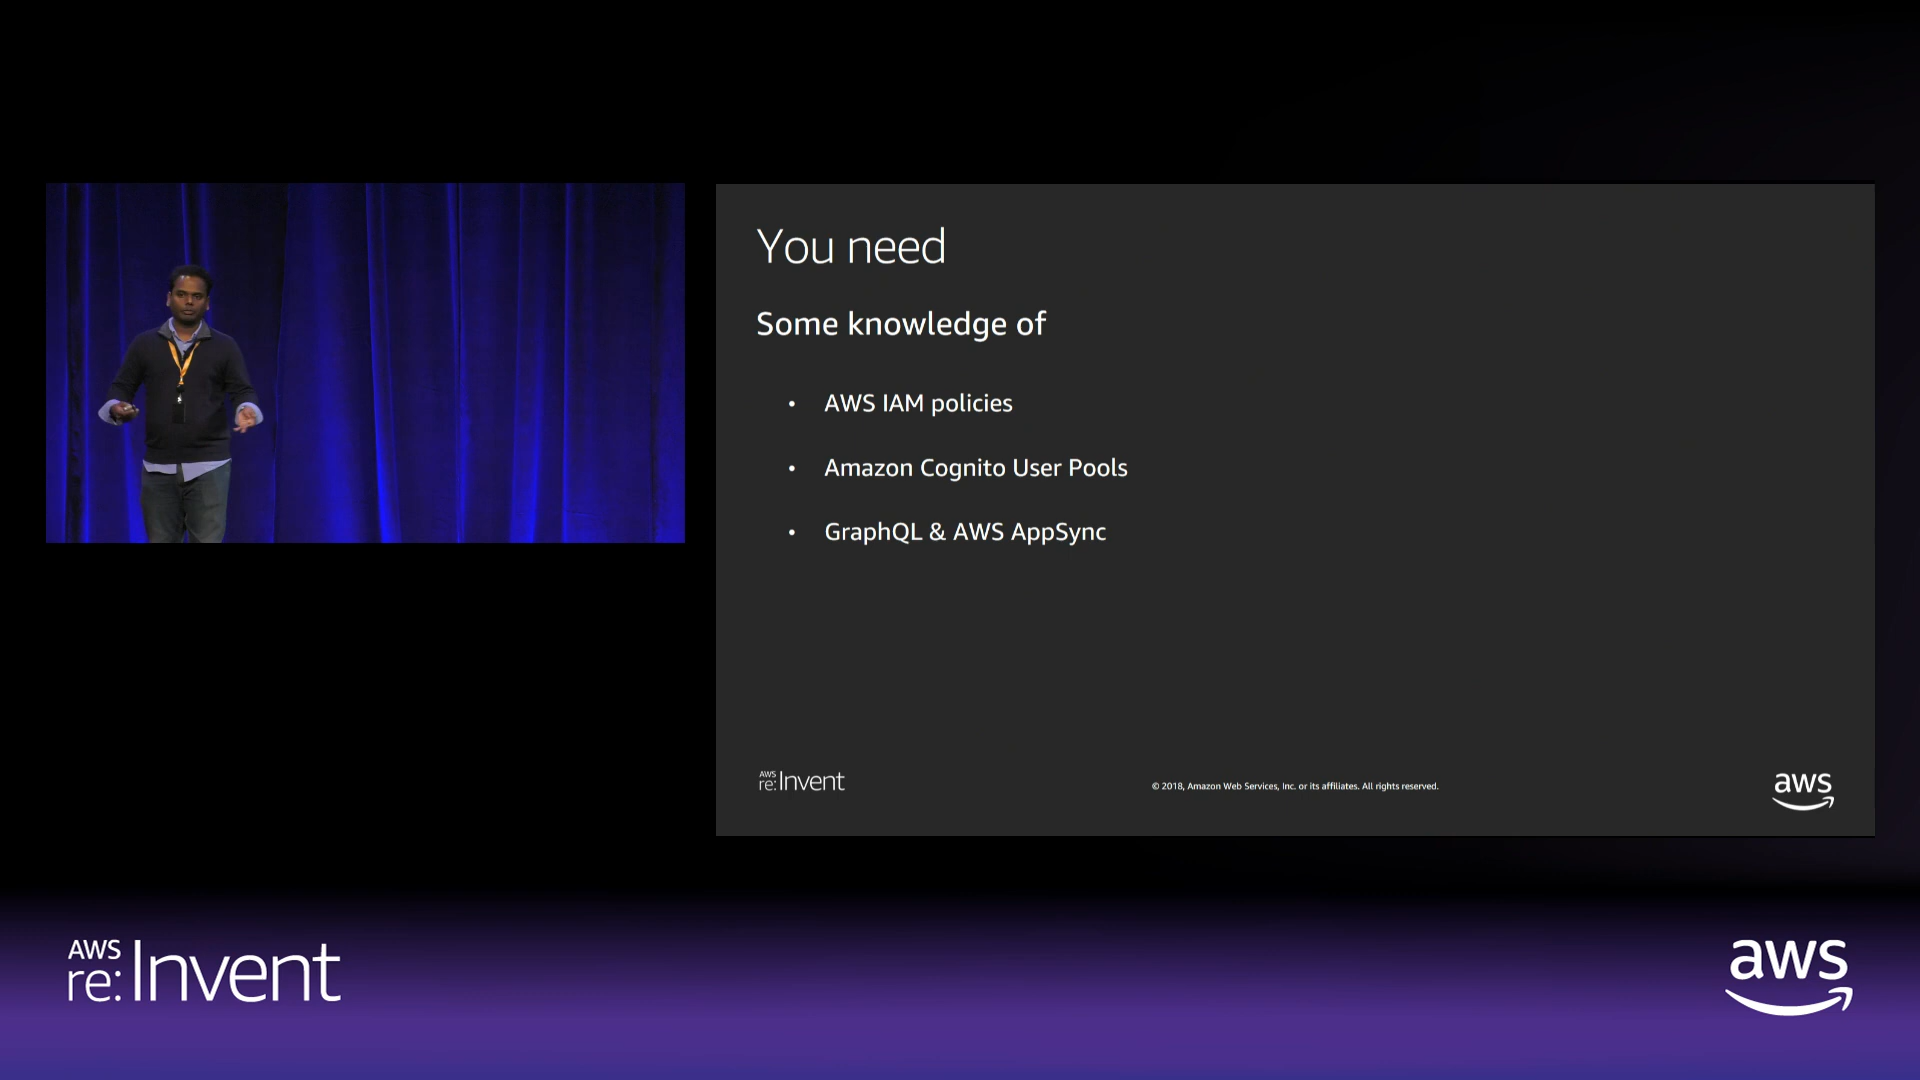 You need
Some knowledge of
• AWS IAM policies
• Amazon Cognito User Pools
• GraphQL & AWS AppSync
AWS
re:Invent
© 2018, Amazon Web Services, Inc. or its affiliates. All rights reserved.
aws
AWS
re:Invent
aws